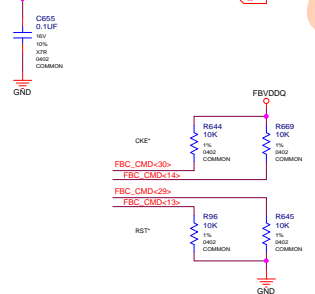 C655
0.1UF
16V
10%
X7R
0402
COMMON
GND
FBVDDQ
CKE*
R644
10K
1%
0402
COMMON
R669
10K
1%
0402
COMMON
FBC_CMD<30>
FBC_CMD<14>
FBC_CMD<29>
FBC_CMD<13>
RST*
R96
10K
1%
0402
COMMON
R645
10K
1%
0402
COMMON
GND